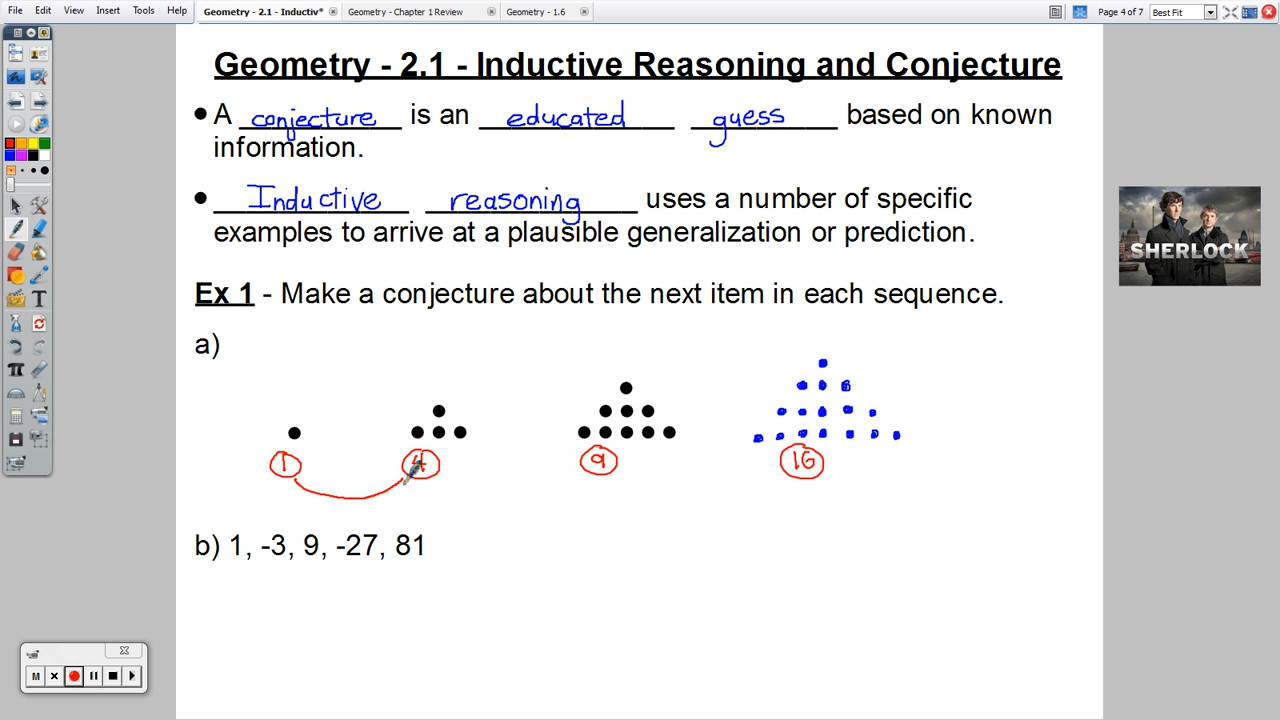 File Edit View Insert Tools Help
Geometry - 2.1 - Inductiv* Geometry - Chapter 1 Review Geometry - 1.6
Page 4 of 7 Best Fit
Geometry - 2.1 - Inductive Reasoning and Conjecture
• A conjecture is an educated guess based on known
information.
• Inductive reasoning uses a number of specific
examples to arrive at a plausible generalization or prediction.
SHERLOCK
Ex 1 - Make a conjecture about the next item in each sequence.
a)
1 4 9 16
b) 1, -3, 9, -27, 81
M